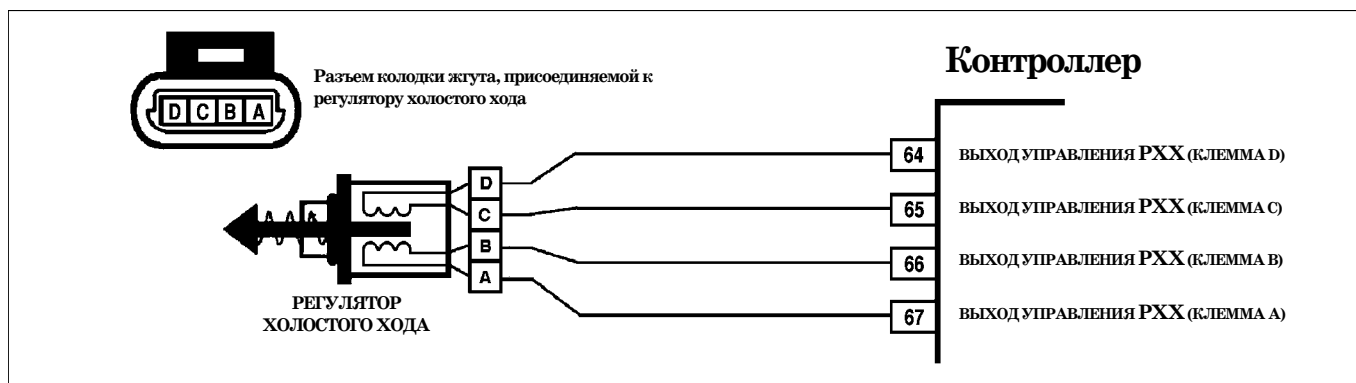 Контроллер
Разъем колодки жгута, присоединяемой к
регулятору холостого хода
D C B A
D
C
B
A
64 ВЫХОД УПРАВЛЕНИЯ РХХ (КЛЕММА D)
65 ВЫХОД УПРАВЛЕНИЯ РХХ (КЛЕММА C)
66 ВЫХОД УПРАВЛЕНИЯ РХХ (КЛЕММА B)
67 ВЫХОД УПРАВЛЕНИЯ РХХ (КЛЕММА A)
РЕГУЛЯТОР
ХОЛОСТОГО ХОДА